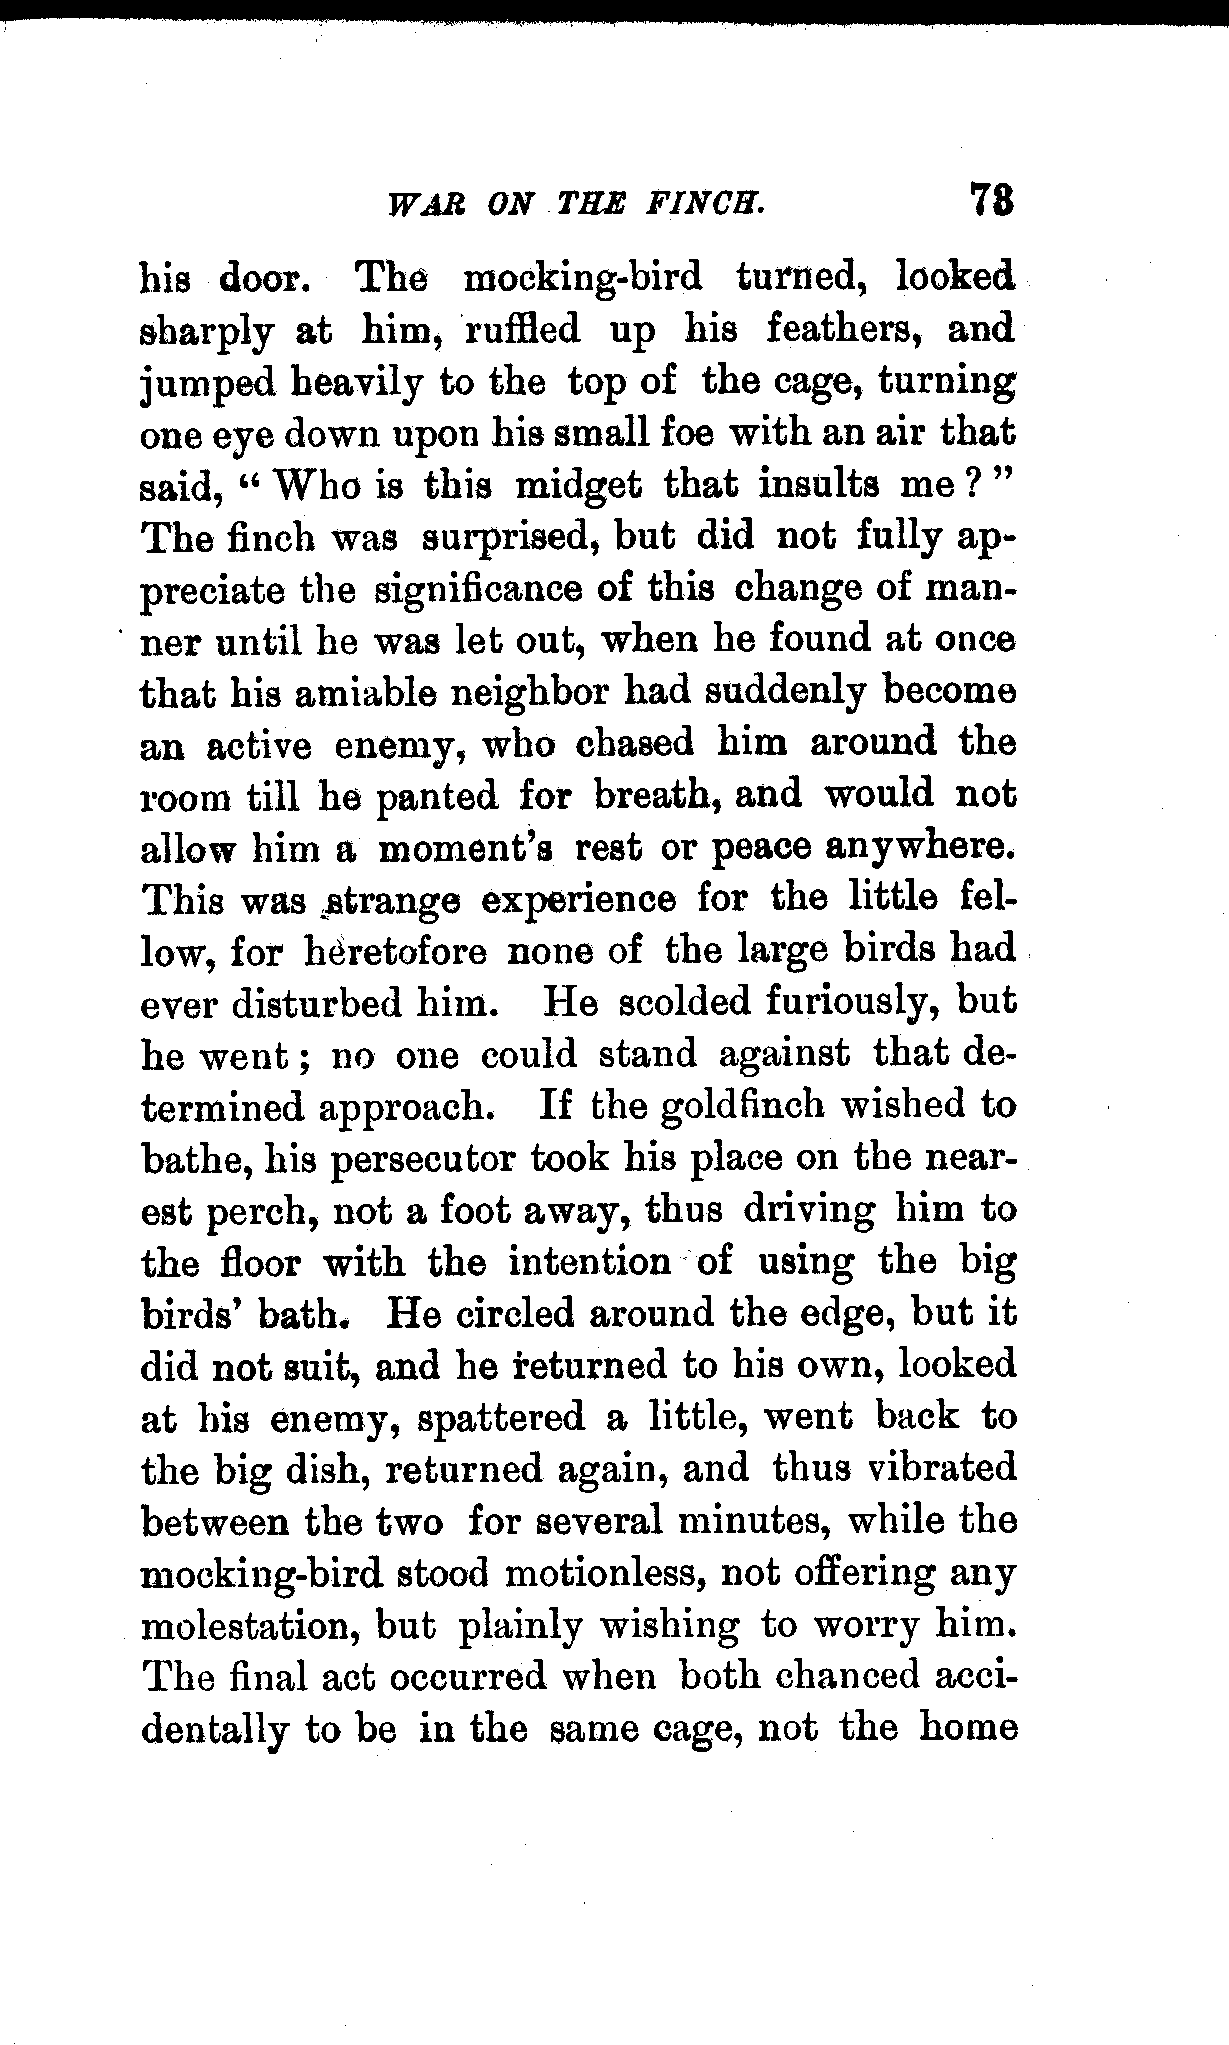 WAR ON THE FINCH. 73
his door. The mocking-bird turned, looked
sharply at him, ruffled up his feathers, and
jumped heavily to the top of the cage, turning
one eye down upon his small foe with an air that
said, “ Who is this midget that insults me ? ”
The finch was surprised, but did not fully ap-
preciate the significance of this change of man-
ner until he was let out, when he found at once
that his amiable neighbor had suddenly become
an active enemy, who chased him around the
room till he panted for breath, and would not
allow him a moment's rest or peace anywhere.
This was strange experience for the little fel-
low, for heretofore none of the large birds had
ever disturbed him. He scolded furiously, but
he went ; no one could stand against that de-
termined approach. If the goldfinch wished to
bathe, his persecutor took his place on the near-
est perch, not a foot away, thus driving him to
the floor with the intention of using the big
birds' bath. He circled around the edge, but it
did not suit, and he returned to his own, looked
at his enemy, spattered a little, went back to
the big dish, returned again, and thus vibrated
between the two for several minutes, while the
mocking-bird stood motionless, not offering any
molestation, but plainly wishing to worry him.
The final act occurred when both chanced acci-
dentally to be in the same cage, not the home